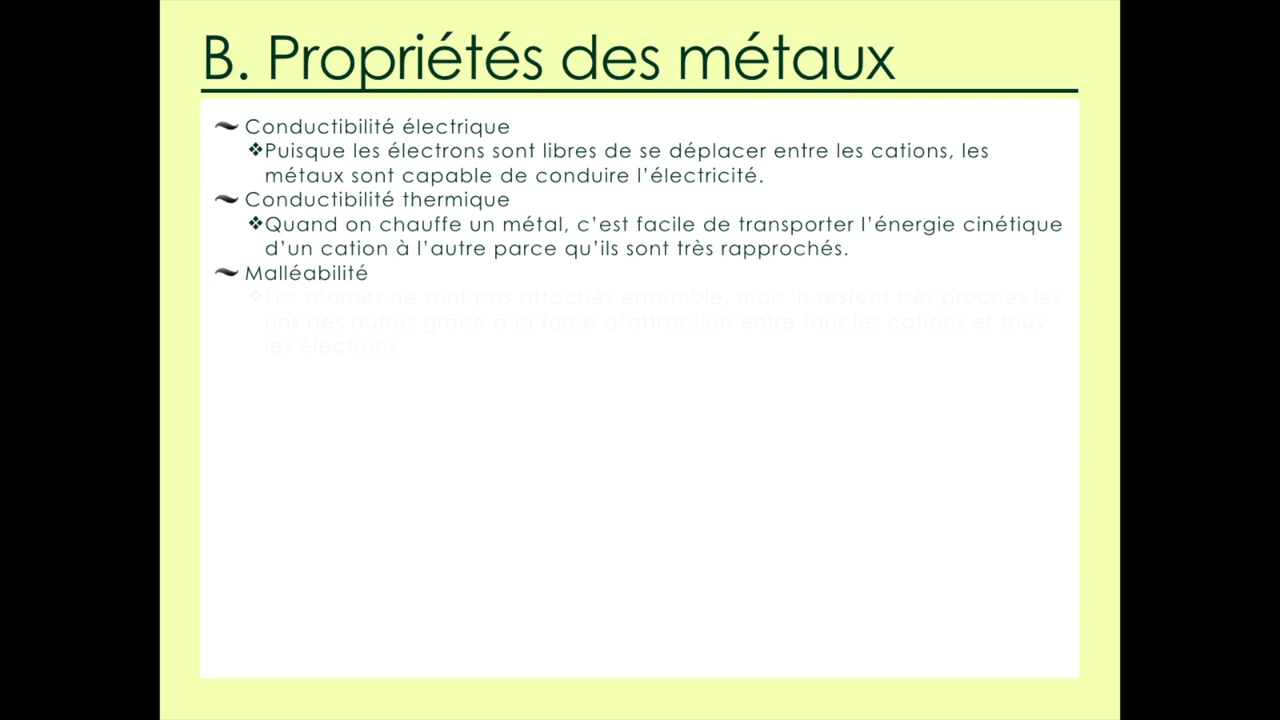 B. Propriétés des métaux
Conductibilité électrique
❖Puisque les électrons sont libres de se déplacer entre les cations, les
métaux sont capable de conduire l’électricité.
Conductibilité thermique
❖Quand on chauffe un métal, c’est facile de transporter l’énergie cinétique
d’un cation à l’autre parce qu’ils sont très rapprochés.
Malléabilité
❖Les atomes ne sont pas attachés ensemble, mais ils restent très proches les
uns des autres grâce à la force d’attraction entre tous les cations et tous
les électrons